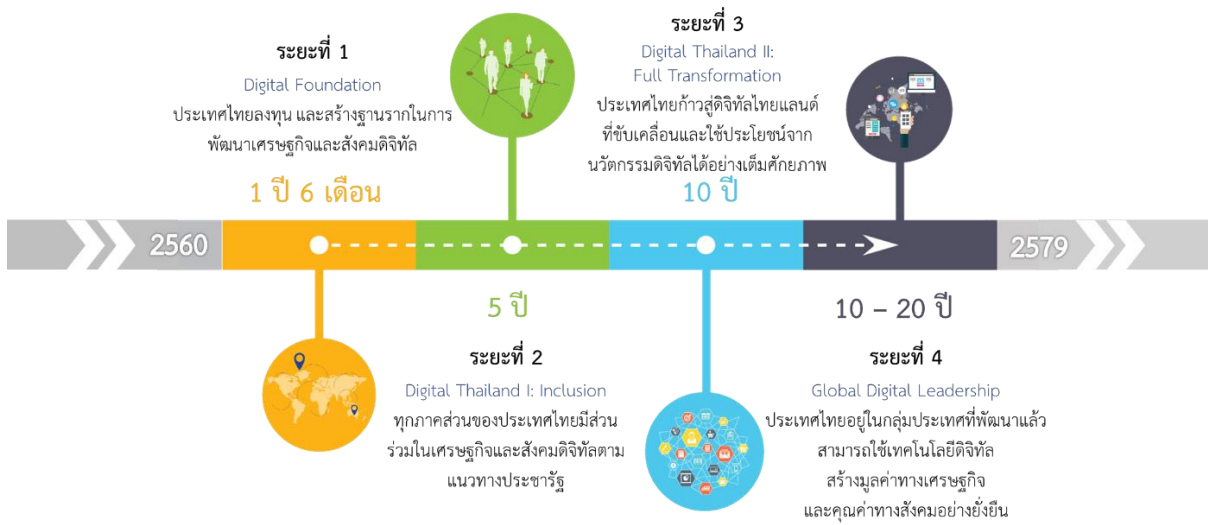 ระยะที่ 1
Digital Foundation
ประเทศไทยลงทุน และสร้างฐานรากในการ
พัฒนาเศรษฐกิจและสังคมดิจิทัล
1 ปี 6 เดือน
ระยะที่ 3
Digital Thailand II:
Full Transformation
ประเทศไทยก้าวสู่ดิจิทัลไทยแลนด์
ที่ขับเคลื่อนและใช้ประโยชน์จาก
นวัตกรรมดิจิทัลได้อย่างเต็มศักยภาพ
10 ปี
2560
2579
5 ปี
ระยะที่ 2
Digital Thailand I: Inclusion
ทุกภาคส่วนของประเทศไทยมีส่วน
ร่วมในเศรษฐกิจและสังคมดิจิทัลตาม
แนวทางประชารัฐ
10 – 20 ปี
ระยะที่ 4
Global Digital Leadership
ประเทศไทยอยู่ในกลุ่มประเทศที่พัฒนาแล้ว
สามารถใช้เทคโนโลยีดิจิทัล
สร้างมูลค่าทางเศรษฐกิจ
และคุณค่าทางสังคมอย่างยั่งยืน